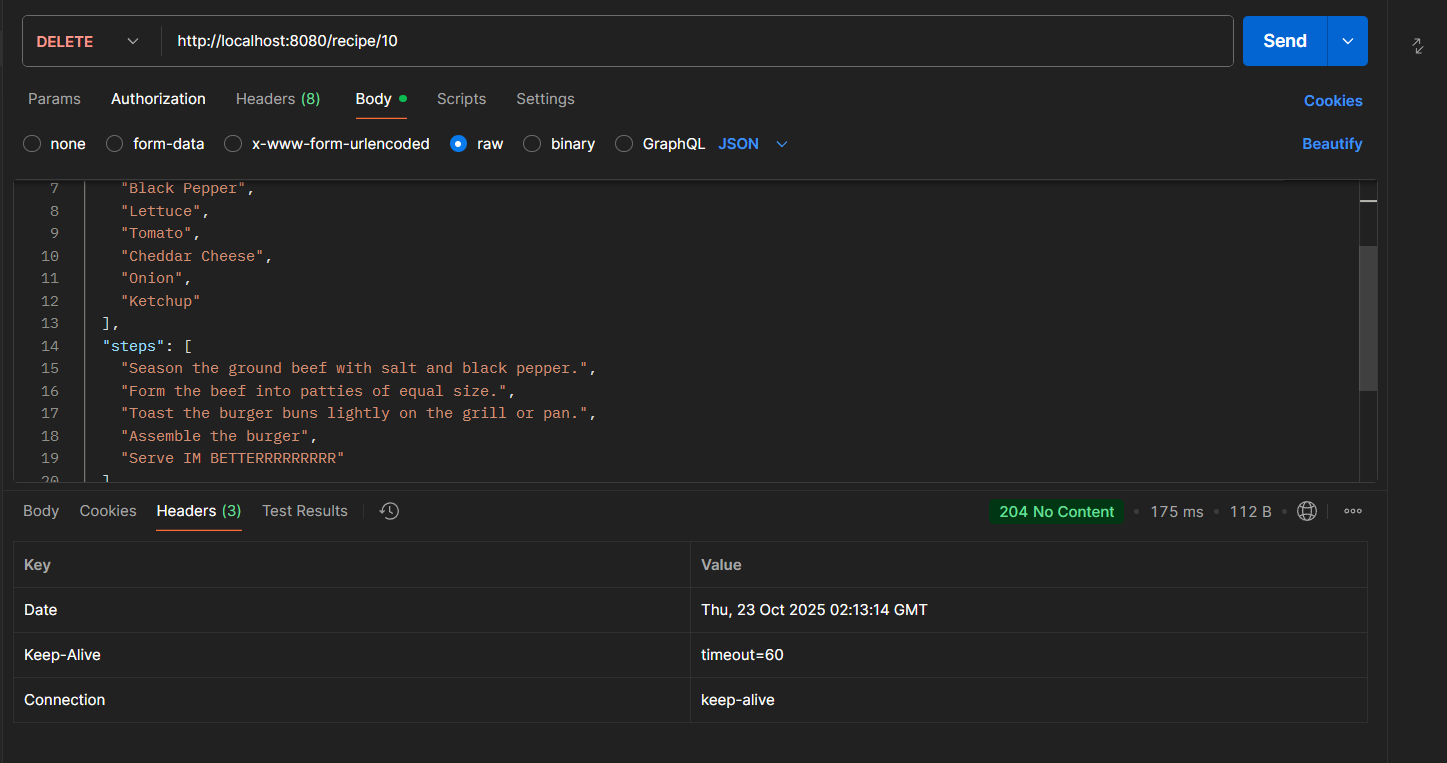 DELETE http://localhost:8080/recipe/10 Send
Params Authorization Headers (8) Body Scripts Settings Cookies
none form-data x-www-form-urlencoded raw binary GraphQL JSON Beautify
7 "Black Pepper",
8 "Lettuce",
9 "Tomato",
10 "Cheddar Cheese",
11 "Onion",
12 "Ketchup"
13 ],
14 "steps": [
15 "Season the ground beef with salt and black pepper.",
16 "Form the beef into patties of equal size.",
17 "Toast the burger buns lightly on the grill or pan.",
18 "Assemble the burger",
19 "Serve IM BETTERRRRRRRRR"
20 ]
Body Cookies Headers (3) Test Results 204 No Content • 175 ms • 112 B •
Key Value
Date Thu, 23 Oct 2025 02:13:14 GMT
Keep-Alive timeout=60
Connection keep-alive